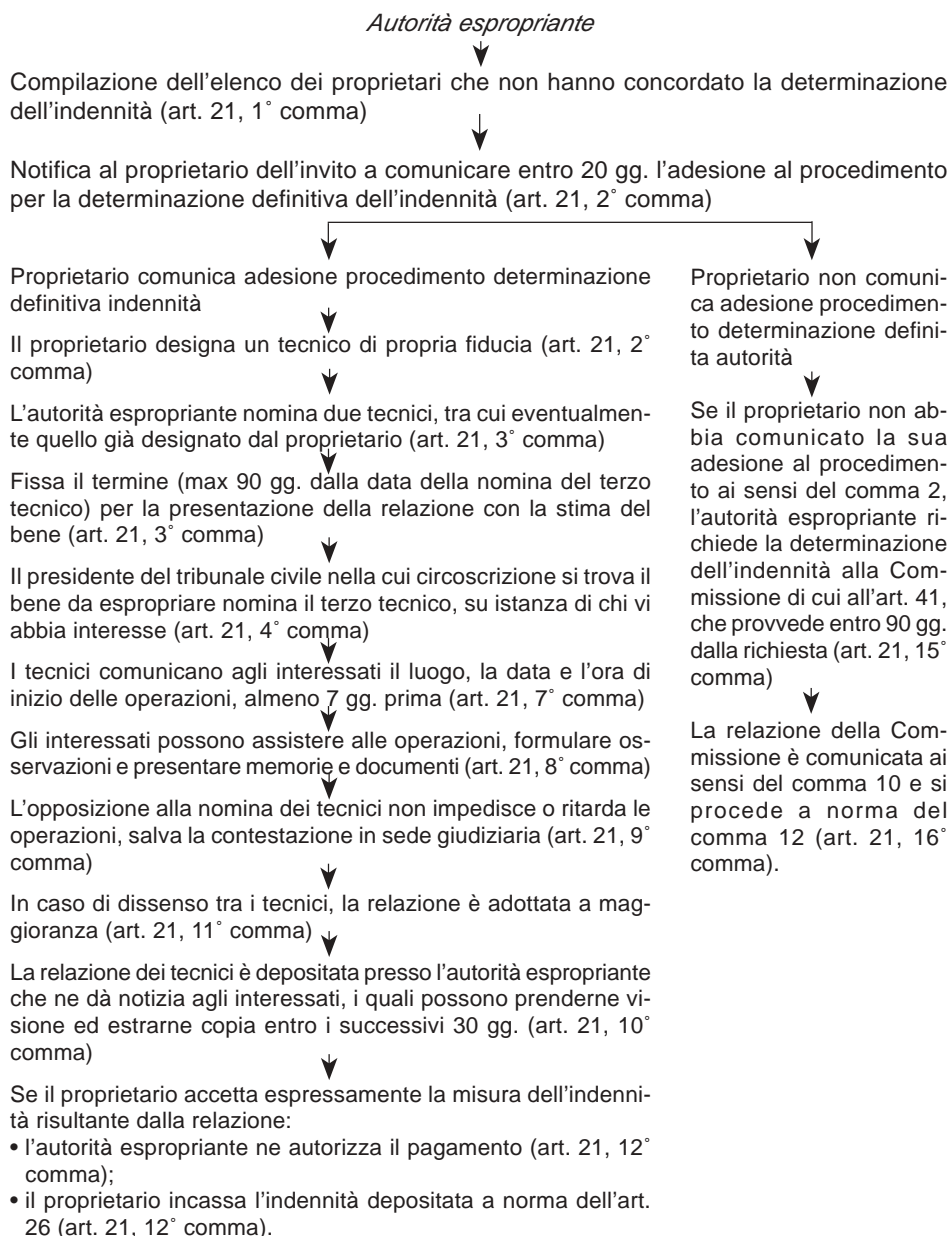 Autorità espropriante
Compilazione dell'elenco dei proprietari che non hanno concordato la determinazione
dell'indennità (art. 21, 1˚ comma)
Notifica al proprietario dell'invito a comunicare entro 20 gg. l'adesione al procedimento
per la determinazione definitiva dell'indennità (art. 21, 2˚ comma)
Proprietario comunica adesione procedimento determinazione
definitiva indennità
Il proprietario designa un tecnico di propria fiducia (art. 21, 2˚
comma)
L'autorità espropriante nomina due tecnici, tra cui eventualmen-
te quello già designato dal proprietario (art. 21, 3˚ comma)
Fissa il termine (max 90 gg. dalla data della nomina del terzo
tecnico) per la presentazione della relazione con la stima del
bene (art. 21, 3˚ comma)
Il presidente del tribunale civile nella cui circoscrizione si trova il
bene da espropriare nomina il terzo tecnico, su istanza di chi vi
abbia interesse (art. 21, 4˚ comma)
I tecnici comunicano agli interessati il luogo, la data e l'ora di
inizio delle operazioni, almeno 7 gg. prima (art. 21, 7˚ comma)
Gli interessati possono assistere alle operazioni, formulare os-
servazioni e presentare memorie e documenti (art. 21, 8˚ comma)
L'opposizione alla nomina dei tecnici non impedisce o ritarda le
operazioni, salva la contestazione in sede giudiziaria (art. 21, 9˚
comma)
In caso di dissenso tra i tecnici, la relazione è adottata a mag-
gioranza (art. 21, 11˚ comma)
La relazione dei tecnici è depositata presso l'autorità espropriante
che ne dà notizia agli interessati, i quali possono prenderne vi-
sione ed estrarne copia entro i successivi 30 gg. (art. 21, 10˚
comma)
Se il proprietario accetta espressamente la misura dell'indenni-
tà risultante dalla relazione:
• l'autorità espropriante ne autorizza il pagamento (art. 21, 12˚
comma);
• il proprietario incassa l'indennità depositata a norma dell'art.
26 (art. 21, 12˚ comma).
Proprietario non comuni-
ca adesione procedimen-
to determinazione defini-
ta autorità
Se il proprietario non ab-
bia comunicato la sua
adesione al procedimen-
to ai sensi del comma 2,
l'autorità espropriante ri-
chiede la determinazione
dell'indennità alla Com-
missione di cui all'art. 41,
che provvede entro 90 gg.
dalla richiesta (art. 21, 15˚
comma)
La relazione della Com-
missione è comunicata ai
sensi del comma 10 e si
procede a norma del
comma 12 (art. 21, 16˚
comma).